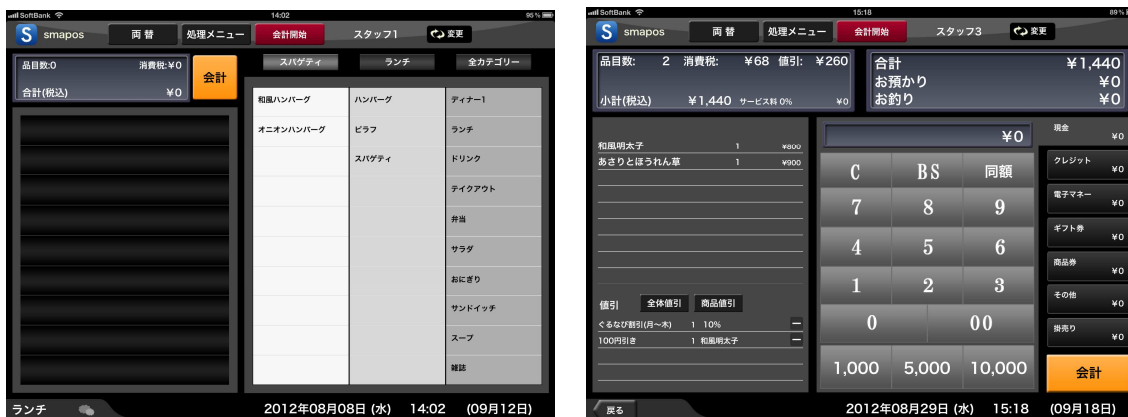 SoftBank 14:02 95%
S smapos 両替 処理メニュー 会計開始 スタッフ1 変更
品目数:0 消費税:¥0
合計(税込) ¥0
会計
スパゲティ ランチ 全カテゴリー
和風ハンバーグ ハンバーグ ディナー1
オニオンハンバーグ ピラフ ランチ
スパゲティ ドリンク
テイクアウト
弁当
サラダ
おにぎり
サンドイッチ
スープ
雑誌
ランチ 2012年08月08日 (水) 14:02 (09月12日)
SoftBank 15:18 89%
S smapos 両替 処理メニュー 会計開始 スタッフ3 変更
品目数: 2 消費税: ¥68 値引: ¥260
小計(税込) ¥1,440 サービス料 0% ¥0
合計 ¥1,440
お預かり ¥0
お釣り ¥0
和風明太子 1 ¥800
あさりとほうれん草 1 ¥900
値引 全体値引 商品値引
ぐるなび割引(月〜木) 1 10%
100円引き 1 和風明太子
¥0
C BS 同額
7 8 9
4 5 6
1 2 3
0 00
1,000 5,000 10,000
現金 ¥0
クレジット ¥0
電子マネー ¥0
ギフト券 ¥0
商品券 ¥0
その他 ¥0
掛売り ¥0
会計
戻る 2012年08月29日 (水) 15:18 (09月18日)